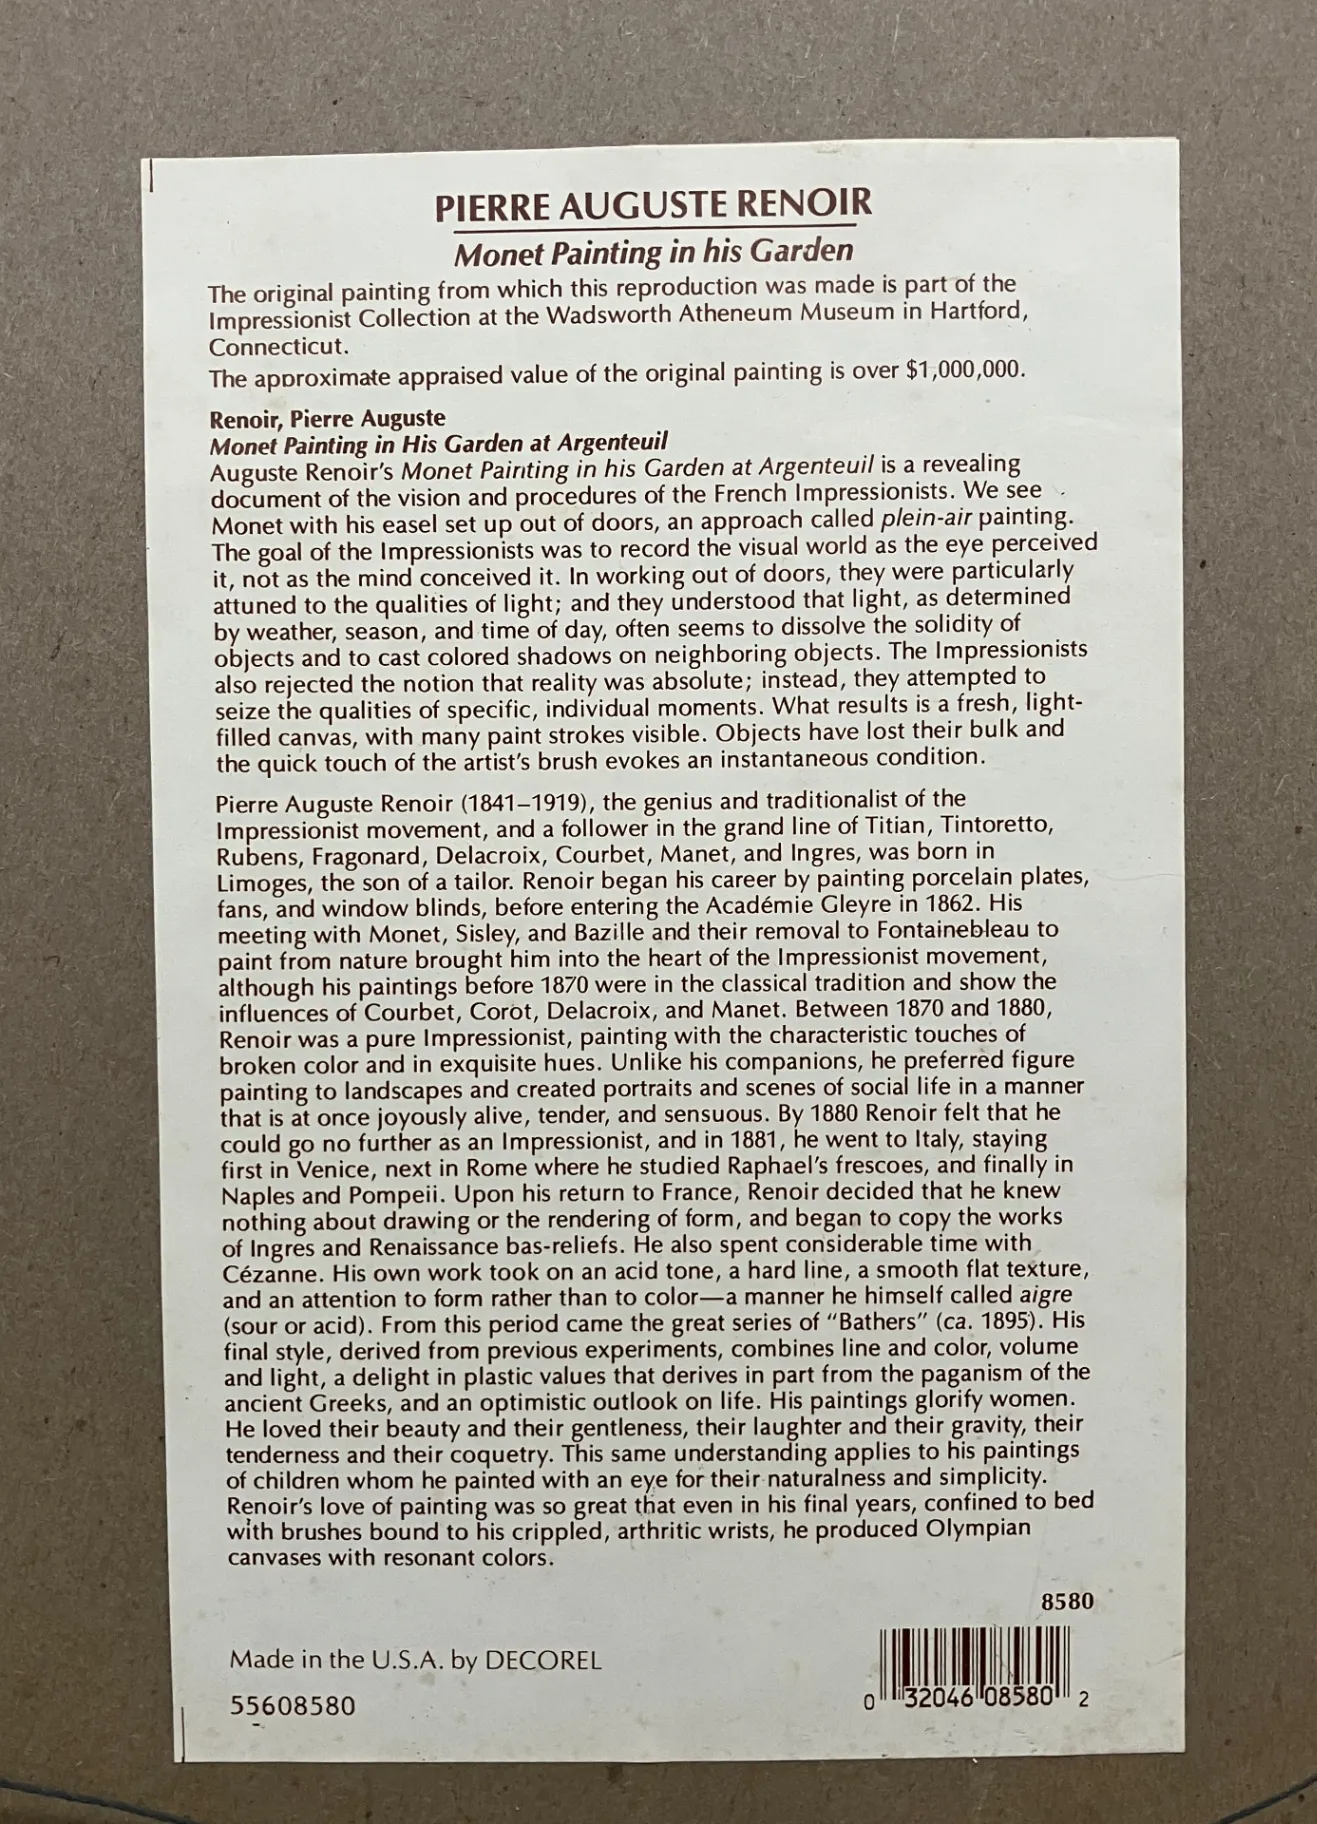 PIERRE AUGUSTE RENOIR
Monet Painting in his Garden
The original painting from which this reproduction was made is part of the
Impressionist Collection at the Wadsworth Atheneum Museum in Hartford,
Connecticut.
The approximate appraised value of the original painting is over $1,000,000.
Renoir, Pierre Auguste
Monet Painting in His Garden at Argenteuil
Auguste Renoir's Monet Painting in his Garden at Argenteuil is a revealing
document of the vision and procedures of the French Impressionists. We see
Monet with his easel set up out of doors, an approach called plein-air painting.
The goal of the Impressionists was to record the visual world as the eye perceived
it, not as the mind conceived it. In working out of doors, they were particularly
attuned to the qualities of light; and they understood that light, as determined
by weather, season, and time of day, often seems to dissolve the solidity of
objects and to cast colored shadows on neighboring objects. The Impressionists
also rejected the notion that reality was absolute; instead, they attempted to
seize the qualities of specific, individual moments. What results is a fresh, light-
filled canvas, with many paint strokes visible. Objects have lost their bulk and
the quick touch of the artist's brush evokes an instantaneous condition.
Pierre Auguste Renoir (1841–1919), the genius and traditionalist of the
Impressionist movement, and a follower in the grand line of Titian, Tintoretto,
Rubens, Fragonard, Delacroix, Courbet, Manet, and Ingres, was born in
Limoges, the son of a tailor. Renoir began his career by painting porcelain plates,
fans, and window blinds, before entering the Académie Gleyre in 1862. His
meeting with Monet, Sisley, and Bazille and their removal to Fontainebleau to
paint from nature brought him into the heart of the Impressionist movement,
although his paintings before 1870 were in the classical tradition and show the
influences of Courbet, Corot, Delacroix, and Manet. Between 1870 and 1880,
Renoir was a pure Impressionist, painting with the characteristic touches of
broken color and in exquisite hues. Unlike his companions, he preferred figure
painting to landscapes and created portraits and scenes of social life in a manner
that is at once joyously alive, tender, and sensuous. By 1880 Renoir felt that he
could go no further as an Impressionist, and in 1881, he went to Italy, staying
first in Venice, next in Rome where he studied Raphael's frescoes, and finally in
Naples and Pompeii. Upon his return to France, Renoir decided that he knew
nothing about drawing or the rendering of form, and began to copy the works
of Ingres and Renaissance bas-reliefs. He also spent considerable time with
Cézanne. His own work took on an acid tone, a hard line, a smooth flat texture,
and an attention to form rather than to color—a manner he himself called aigre
(sour or acid). From this period came the great series of "Bathers" (ca. 1895). His
final style, derived from previous experiments, combines line and color, volume
and light, a delight in plastic values that derives in part from the paganism of the
ancient Greeks, and an optimistic outlook on life. His paintings glorify women.
He loved their beauty and their gentleness, their laughter and their gravity, their
tenderness and their coquetry. This same understanding applies to his paintings
of children whom he painted with an eye for their naturalness and simplicity.
Renoir's love of painting was so great that even in his final years, confined to bed
with brushes bound to his crippled, arthritic wrists, he produced Olympian
canvases with resonant colors.
8580
Made in the U.S.A. by DECOREL
55608580
0 32046 08580 2